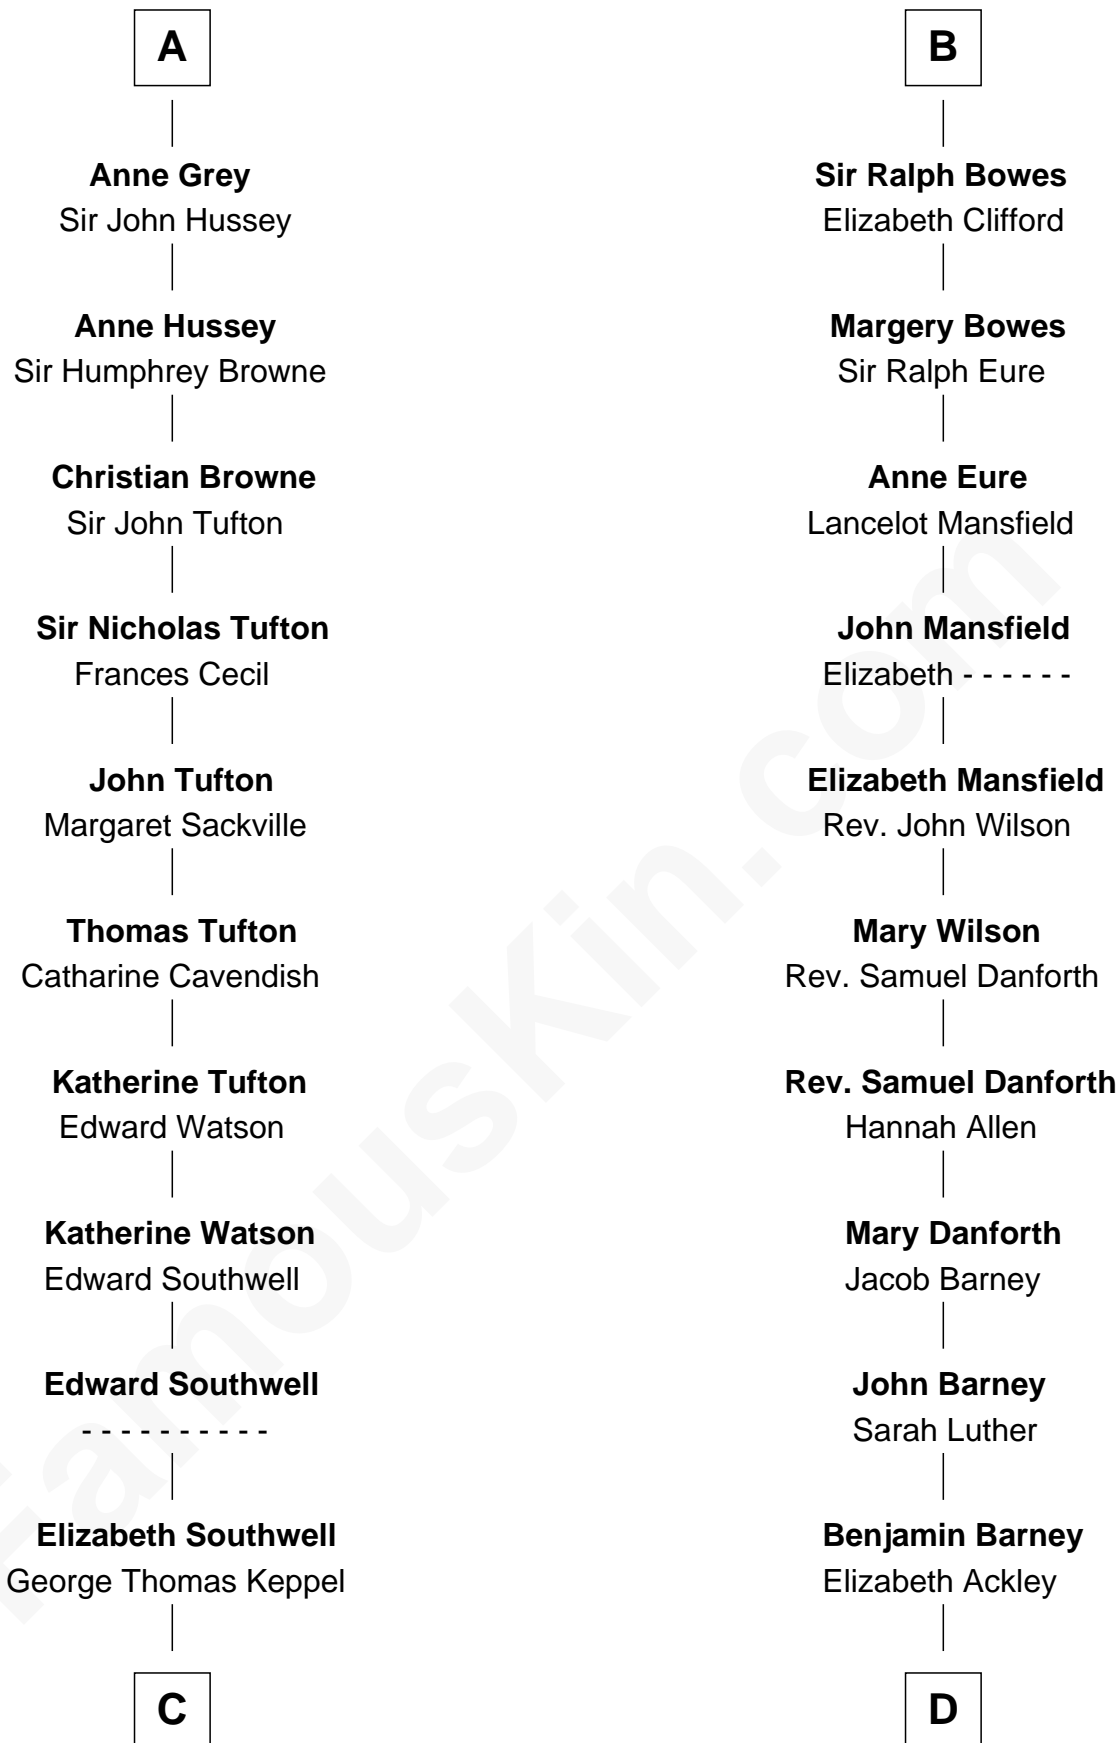 A
Anne Grey
Sir John Hussey
Anne Hussey
Sir Humphrey Browne
Christian Browne
Sir John Tufton
Sir Nicholas Tufton
Frances Cecil
John Tufton
Margaret Sackville
Thomas Tufton
Catharine Cavendish
Katherine Tufton
Edward Watson
Katherine Watson
Edward Southwell
Edward Southwell
- - - - - - - - - -
Elizabeth Southwell
George Thomas Keppel
C
B
Sir Ralph Bowes
Elizabeth Clifford
Margery Bowes
Sir Ralph Eure
Anne Eure
Lancelot Mansfield
John Mansfield
Elizabeth - - - - - -
Elizabeth Mansfield
Rev. John Wilson
Mary Wilson
Rev. Samuel Danforth
Rev. Samuel Danforth
Hannah Allen
Mary Danforth
Jacob Barney
John Barney
Sarah Luther
Benjamin Barney
Elizabeth Ackley
D
FamousKin.com